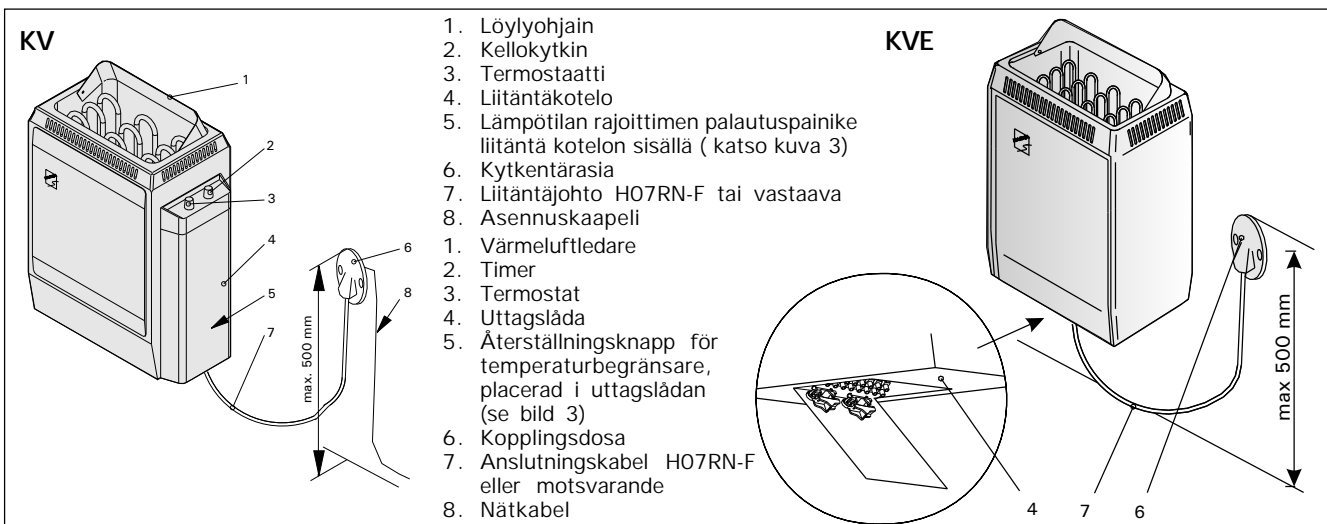 KV
1
2
3
4
5
6
7
8
max. 500 mm
1. Löylyohjain
2. Kellokytkin
3. Termostaatti
4. Liitäntäkotelo
5. Lämpötilan rajoittimen palautuspainike
liitäntä kotelon sisällä ( katso kuva 3)
6. Kytkentärasia
7. Liitäntäjohto H07RN-F tai vastaava
8. Asennuskaapeli
1. Värmeluftledare
2. Timer
3. Termostat
4. Uttagslåda
5. Återställningsknapp för
temperaturbegränsare,
placerad i uttagslådan
(se bild 3)
6. Kopplingsdosa
7. Anslutningskabel H07RN-F
eller motsvarande
8. Nätkabel
KVE
max 500 mm
4
7
6